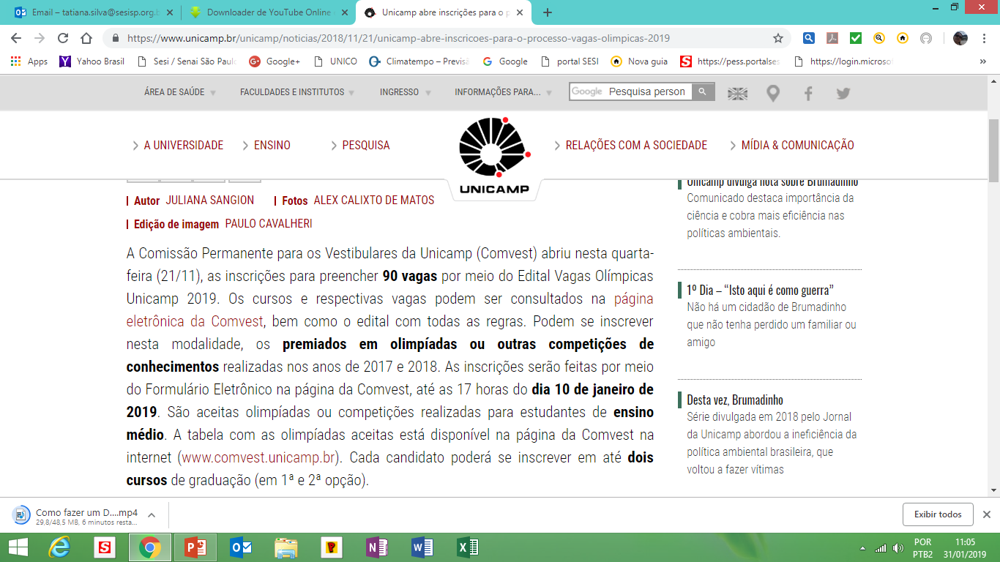 Email – tatiana.silva@sesisp.org.b
Downloader de YouTube Online
Unicamp abre inscrições para o p
https://www.unicamp.br/unicamp/noticias/2018/11/21/unicamp-abre-inscricoes-para-o-processo-vagas-olimpicas-2019
Apps
Yahoo Brasil
Sesi / Senai São Paulo
Google+
UNICO
Climatempo – Previsã
Google
portal SESI
Nova guia
https://pess.portalses
https://login.microsof
»
ÁREA DE SAÚDE
FACULDADES E INSTITUTOS
INGRESSO
INFORMAÇÕES PARA...
Google Pesquisa person
A UNIVERSIDADE
ENSINO
PESQUISA
UNICAMP
RELAÇÕES COM A SOCIEDADE
MÍDIA & COMUNICAÇÃO
Autor JULIANA SANGION
Fotos ALEX CALIXTO DE MATOS
Edição de imagem PAULO CAVALHERI
A Comissão Permanente para os Vestibulares da Unicamp (Comvest) abriu nesta quarta-
feira (21/11), as inscrições para preencher 90 vagas por meio do Edital Vagas Olímpicas
Unicamp 2019. Os cursos e respectivas vagas podem ser consultados na página
eletrônica da Comvest, bem como o edital com todas as regras. Podem se inscrever
nesta modalidade, os premiados em olimpíadas ou outras competições de
conhecimentos realizadas nos anos de 2017 e 2018. As inscrições serão feitas por meio
do Formulário Eletrônico na página da Comvest, até as 17 horas do dia 10 de janeiro de
2019. São aceitas olimpíadas ou competições realizadas para estudantes de ensino
médio. A tabela com as olimpíadas aceitas está disponível na página da Comvest na
internet (www.comvest.unicamp.br). Cada candidato poderá se inscrever em até dois
cursos de graduação (em 1ª e 2ª opção).
Unicamp divulga nota sobre Brumadinho
Comunicado destaca importância da
ciência e cobra mais eficiência nas
políticas ambientais.
1º Dia – “Isto aqui é como guerra”
Não há um cidadão de Brumadinho
que não tenha perdido um familiar ou
amigo
Desta vez, Brumadinho
Série divulgada em 2018 pelo Jornal
da Unicamp abordou a ineficiência da
política ambiental brasileira, que
voltou a fazer vítimas
Como fazer um D....mp4
29,8/48,5 MB, 6 minutos resta...
Exibir todos
POR
PTB2
11:05
31/01/2019